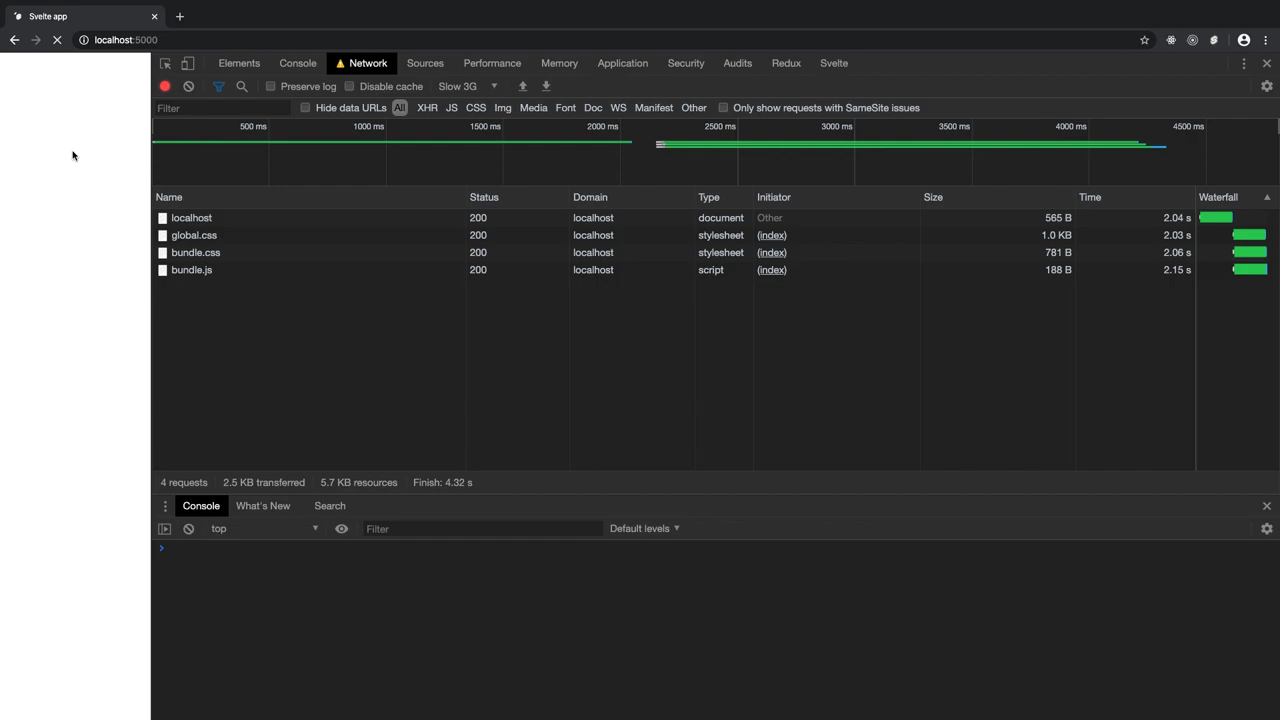 Svelte app
localhost:5000
Elements Console Network Sources Performance Memory Application Security Audits Redux Svelte
Preserve log Disable cache Slow 3G
Filter Hide data URLs All XHR JS CSS Img Media Font Doc WS Manifest Other Only show requests with SameSite issues
500 ms 1000 ms 1500 ms 2000 ms 2500 ms 3000 ms 3500 ms 4000 ms 4500 ms
Name Status Domain Type Initiator Size Time Waterfall
localhost 200 localhost document Other 565 B 2.04 s
global.css 200 localhost stylesheet (index) 1.0 KB 2.03 s
bundle.css 200 localhost stylesheet (index) 781 B 2.06 s
bundle.js 200 localhost script (index) 188 B 2.15 s
4 requests 2.5 KB transferred 5.7 KB resources Finish: 4.32 s
Console What's New Search
top Filter Default levels